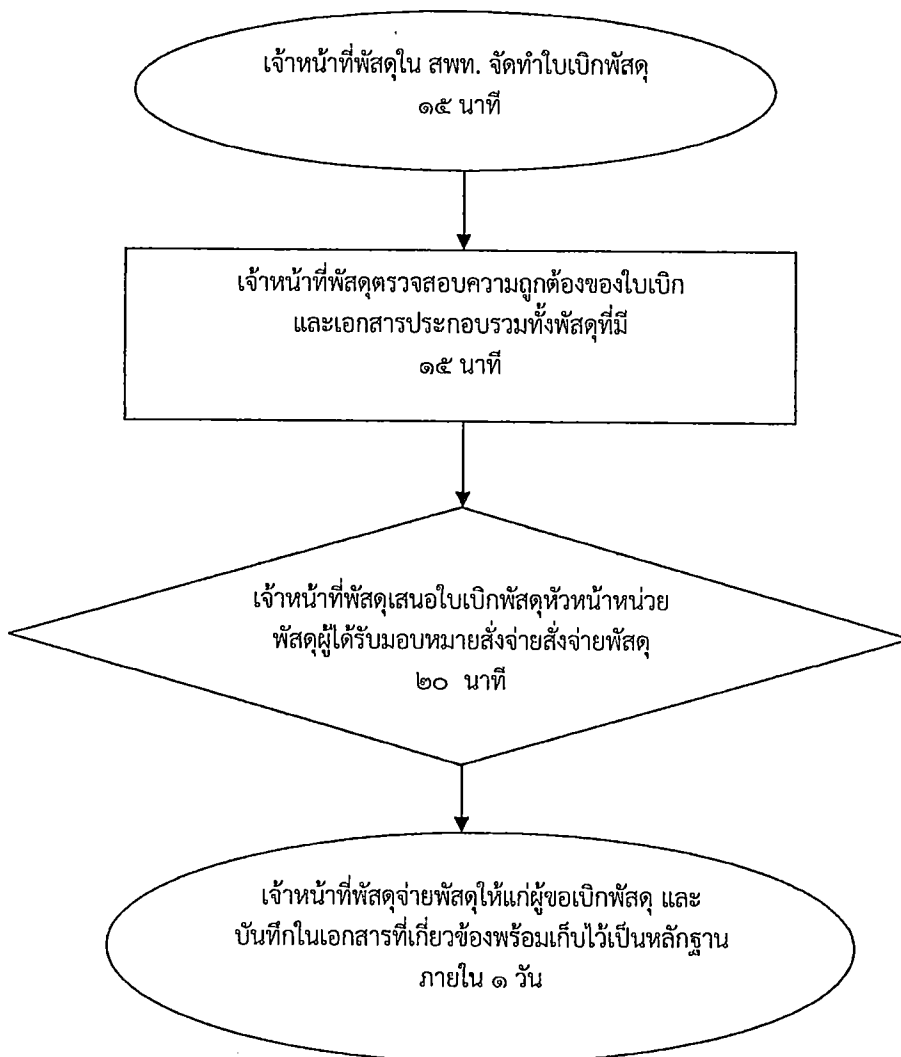 เจ้าหน้าที่พัสดุใน สพท. จัดทำใบเบิกพัสดุ
๑๕ นาที
เจ้าหน้าที่พัสดุตรวจสอบความถูกต้องของใบเบิก
และเอกสารประกอบรวมทั้งพัสดุที่มี
๑๕ นาที
เจ้าหน้าที่พัสดุเสนอใบเบิกพัสดุหัวหน้าหน่วย
พัสดุผู้ได้รับมอบหมายสั่งจ่ายสั่งจ่ายพัสดุ
๒๐ นาที
เจ้าหน้าที่พัสดุจ่ายพัสดุให้แก่ผู้ขอเบิกพัสดุ และ
บันทึกในเอกสารที่เกี่ยวข้องพร้อมเก็บไว้เป็นหลักฐาน
ภายใน ๑ วัน